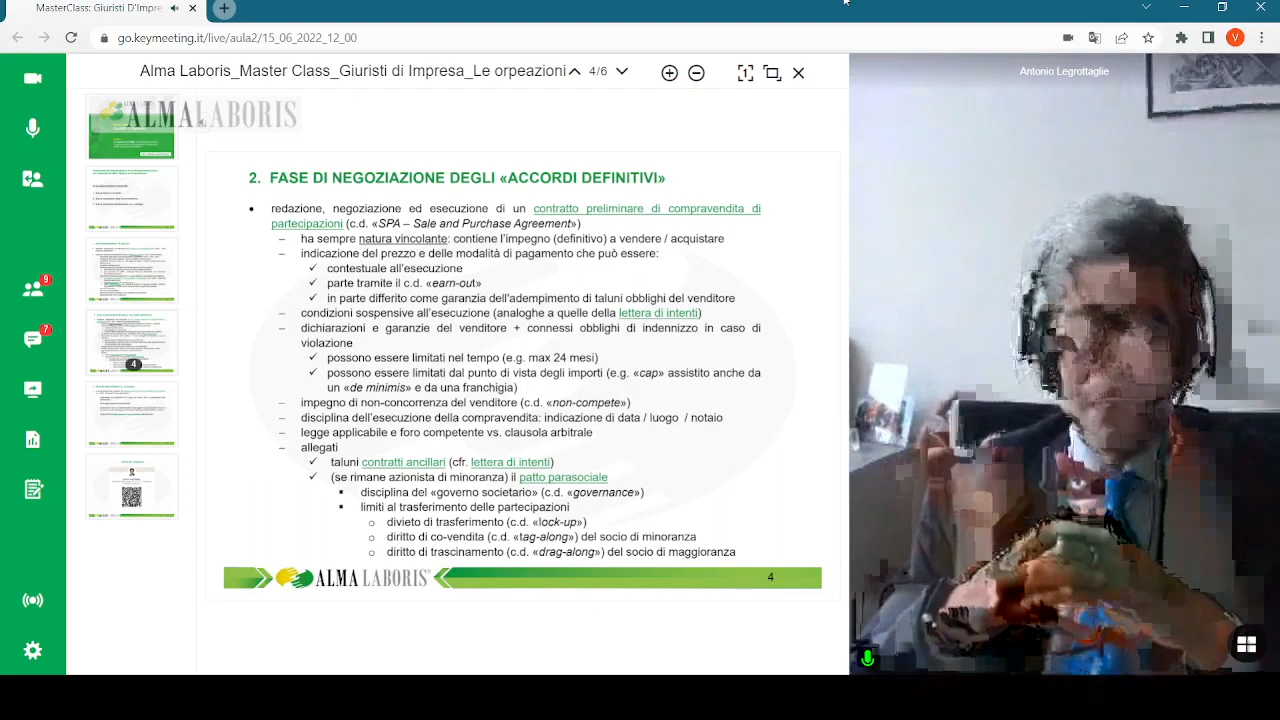 MasterClass: Giuristi D'Impre
go.keymeeting.it/live/aula2/15_06_2022_12_00
V
Alma Laboris_Master Class_Giuristi di Impresa_Le orpeazioni
4/6
Antonio Legrottaglie
ALMA LABORIS
2. FASE DI NEGOZIAZIONE DEGLI «ACCORDI DEFINITIVI»
• redazione, negoziazione ed esecuzione di un contratto preliminare di compravendita di
partecipazioni (c.d. «SPA – Sale and Purchase Agreement»)
– ha sempre natura vincolante: contiene l'impegno (definitivo) a vendere / acquistare
– indicazione del prezzo e delle modalità di pagamento che può essere:
✓ contestuale all'esecuzione
✓ parte tramite il c.d. «earn-out»
✓ in parte differito come garanzia dell'adempimento di taluni obblighi del venditore
– condizioni sospensive all'esecuzione (analoghe a quelle della lettera di intenti)
– dichiarazioni e garanzie del venditore + connessi obblighi di indennizzo in caso di
violazione
✓ possono essere limitati nel tempo (e.g. max 24 mesi)
✓ possono essere limitati dal punto di vista degli importi (e.g. «cap» assistito anche da
un «de minimis» e da una franchigia)
– impegno di non-concorrenza del venditore (c.d. «non-compete»)
– disciplina dell'esecuzione della compravendita: indicazione di data / luogo / notaio
– legge applicabile e foro competente vs. clausola arbitrale
– allegati
✓ taluni contratti ancillari (cfr. lettera di intenti)
✓ (se rimane azionista di minoranza) il patto parasociale
▪ disciplina del «governo societario» (c.d. «governance»)
▪ limiti al trasferimento delle partecipazioni
o divieto di trasferimento (c.d. «lock-up»)
o diritto di co-vendita (c.d. «tag-along») del socio di minoranza
o diritto di trascinamento (c.d. «drag-along») del socio di maggioranza
ALMA LABORIS
4
9
7
4